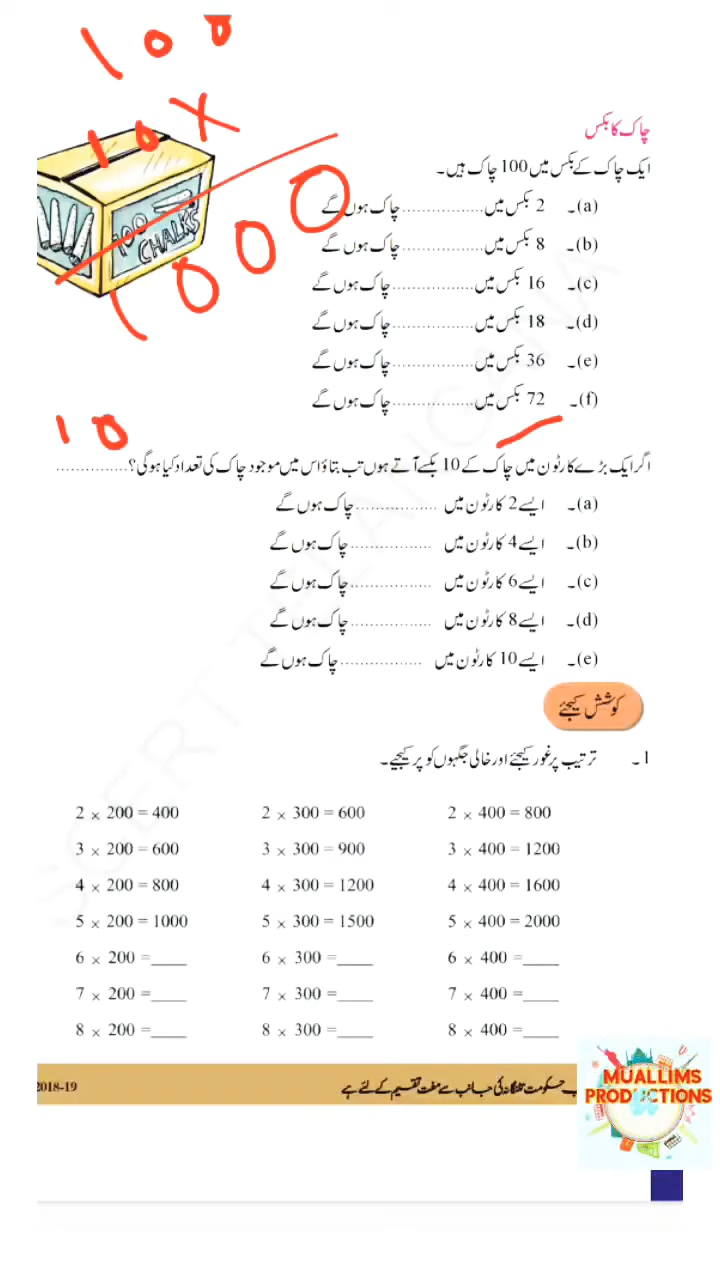 100
10 X
1000
100 CHALKS
چاک کا بکس
ایک چاک کے بکس میں 100 چاک ہیں۔
(a)۔ 2 بکس میں ................ چاک ہوں گے
(b)۔ 8 بکس میں ................ چاک ہوں گے
(c)۔ 16 بکس میں ................ چاک ہوں گے
(d)۔ 18 بکس میں ................ چاک ہوں گے
(e)۔ 36 بکس میں ................ چاک ہوں گے
(f)۔ 72 بکس میں ................ چاک ہوں گے
10
اگر ایک بڑے کارٹون میں چاک کے 10 بکسے آتے ہوں تب بتاؤ اس میں موجود چاک کی تعداد کیا ہوگی؟ ..............
(a)۔ ایسے 2 کارٹون میں ................ چاک ہوں گے
(b)۔ ایسے 4 کارٹون میں ................ چاک ہوں گے
(c)۔ ایسے 6 کارٹون میں ................ چاک ہوں گے
(d)۔ ایسے 8 کارٹون میں ................ چاک ہوں گے
(e)۔ ایسے 10 کارٹون میں ................ چاک ہوں گے
کوشش کیجئے
1۔ ترتیب پر غور کیجئے اور خالی جگہوں کو پر کیجیے۔
2 × 200 = 400 2 × 300 = 600 2 × 400 = 800
3 × 200 = 600 3 × 300 = 900 3 × 400 = 1200
4 × 200 = 800 4 × 300 = 1200 4 × 400 = 1600
5 × 200 = 1000 5 × 300 = 1500 5 × 400 = 2000
6 × 200 =____ 6 × 300 =____ 6 × 400 =____
7 × 200 =____ 7 × 300 =____ 7 × 400 =____
8 × 200 =____ 8 × 300 =____ 8 × 400 =____
حکومت تلنگانہ کی جانب سے مفت تقسیم کے لئے ہے 2018-19
MUALLIMS
PRODUCTIONS
SCERT TELANGANA